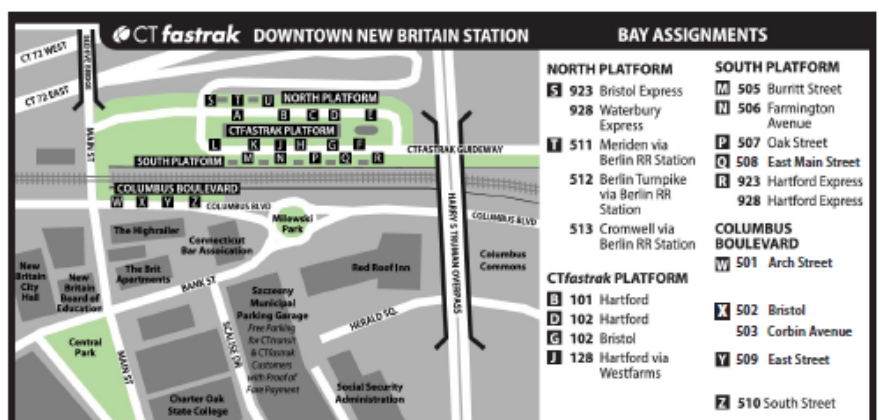 CTfastrak DOWNTOWN NEW BRITAIN STATION
BAY ASSIGNMENTS
CT 72 WEST
CT 72 EAST
MAIN ST
S T U NORTH PLATFORM
A B C D E
CTFASTRAK PLATFORM
L K J H G F
CTFASTRAK GUIDEWAY
SOUTH PLATFORM M N P Q R
COLUMBUS BOULEVARD
W X Y Z COLUMBUS BLVD
Milewski
Park
COLUMBUS BLVD
HARRY S TRUMAN OVERPASS
The Highrailer
Connecticut
Bar Assoication
Columbus
Commons
New
Britain
City
Hall
New
Britain
Board of
Education
The Brit
Apartments
Red Roof Inn
BANK ST
Szczesny
Municipal
Parking Garage
Free Parking
for CTtransit
& CTfastrak
Customers
with Proof of
Fare Payment
HERALD SQ.
SCALISE DR
Central
Park
MAIN ST
Charter Oak
State College
Social Security
Administration
NORTH PLATFORM
S 923 Bristol Express
928 Waterbury
Express
T 511 Meriden via
Berlin RR Station
512 Berlin Turnpike
via Berlin RR
Station
513 Cromwell via
Berlin RR Station
CTfastrak PLATFORM
B 101 Hartford
D 102 Hartford
G 102 Bristol
J 128 Hartford via
Westfarms
SOUTH PLATFORM
M 505 Burritt Street
N 506 Farmington
Avenue
P 507 Oak Street
Q 508 East Main Street
R 923 Hartford Express
928 Hartford Express
COLUMBUS
BOULEVARD
W 501 Arch Street
X 502 Bristol
503 Corbin Avenue
Y 509 East Street
Z 510 South Street